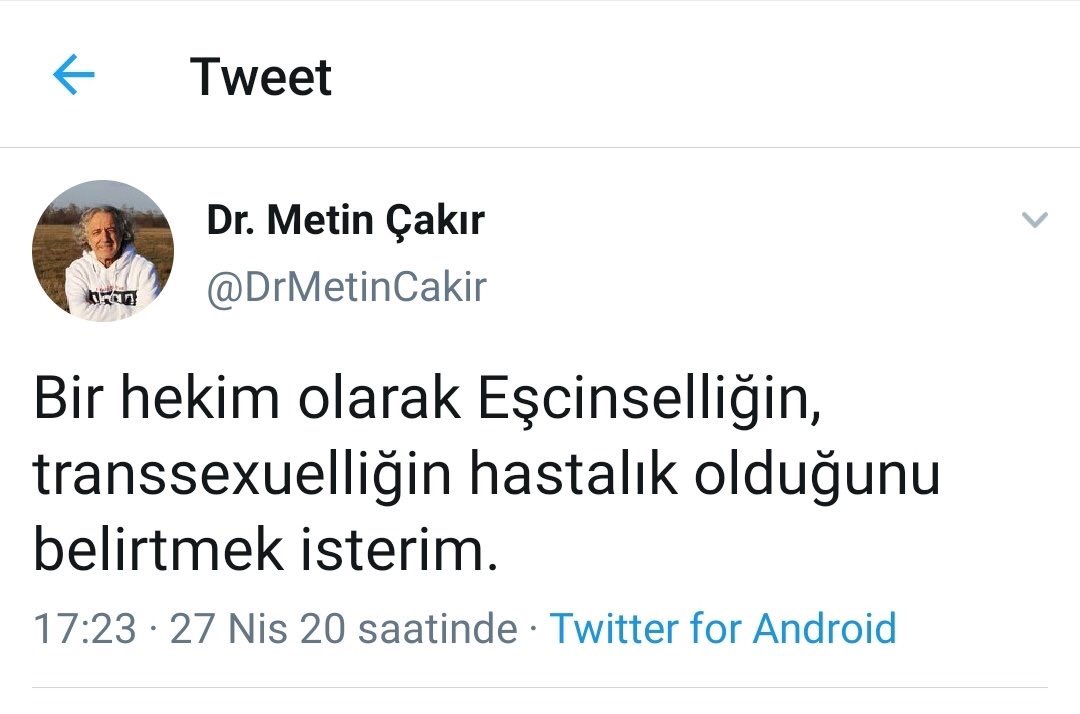 Tweet
Dr. Metin Çakır
@DrMetinCakir
Bir hekim olarak Eşcinselliğin,
transsexuelliğin hastalık olduğunu
belirtmek isterim.
17:23 · 27 Nis 20 saatinde · Twitter for Android